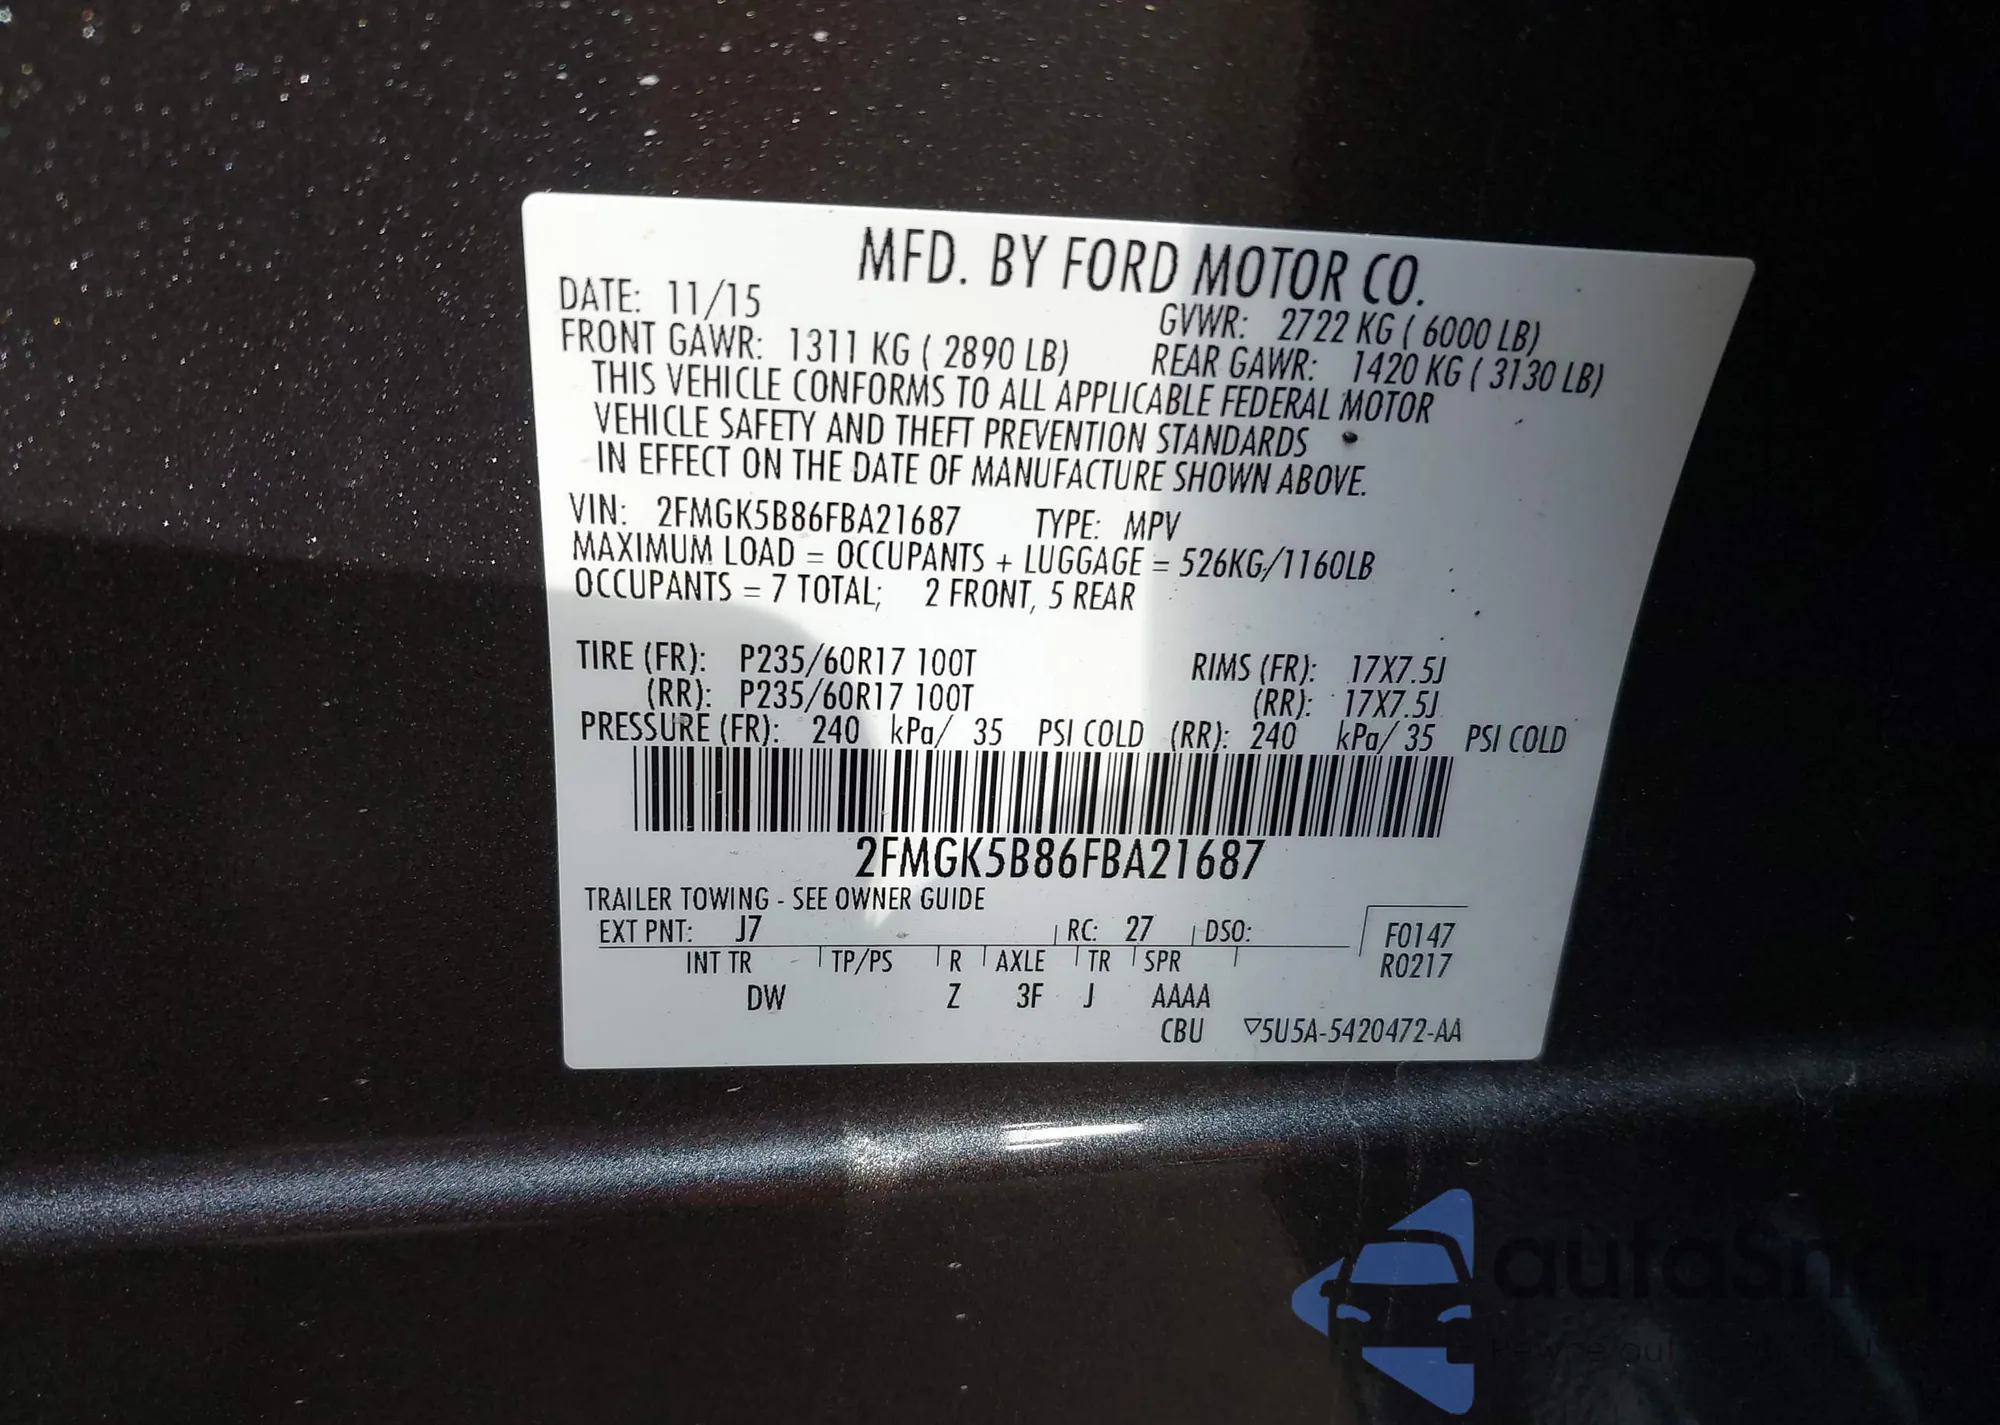 MFD. BY FORD MOTOR CO.
DATE: 11/15 GVWR: 2722 KG ( 6000 LB)
FRONT GAWR: 1311 KG ( 2890 LB) REAR GAWR: 1420 KG ( 3130 LB)
THIS VEHICLE CONFORMS TO ALL APPLICABLE FEDERAL MOTOR
VEHICLE SAFETY AND THEFT PREVENTION STANDARDS
IN EFFECT ON THE DATE OF MANUFACTURE SHOWN ABOVE.
VIN: 2FMGK5B86FBA21687 TYPE: MPV
MAXIMUM LOAD = OCCUPANTS + LUGGAGE = 526KG/1160LB
OCCUPANTS = 7 TOTAL; 2 FRONT, 5 REAR
TIRE (FR): P235/60R17 100T RIMS (FR): 17X7.5J
(RR): P235/60R17 100T (RR): 17X7.5J
PRESSURE (FR): 240 kPa/ 35 PSI COLD (RR): 240 kPa/ 35 PSI COLD
2FMGK5B86FBA21687
TRAILER TOWING - SEE OWNER GUIDE
EXT PNT: J7 RC: 27 DSO: F0147
INT TR TP/PS R AXLE TR SPR R0217
DW Z 3F J AAAA
CBU ▽5U5A-5420472-AA
autaSnap